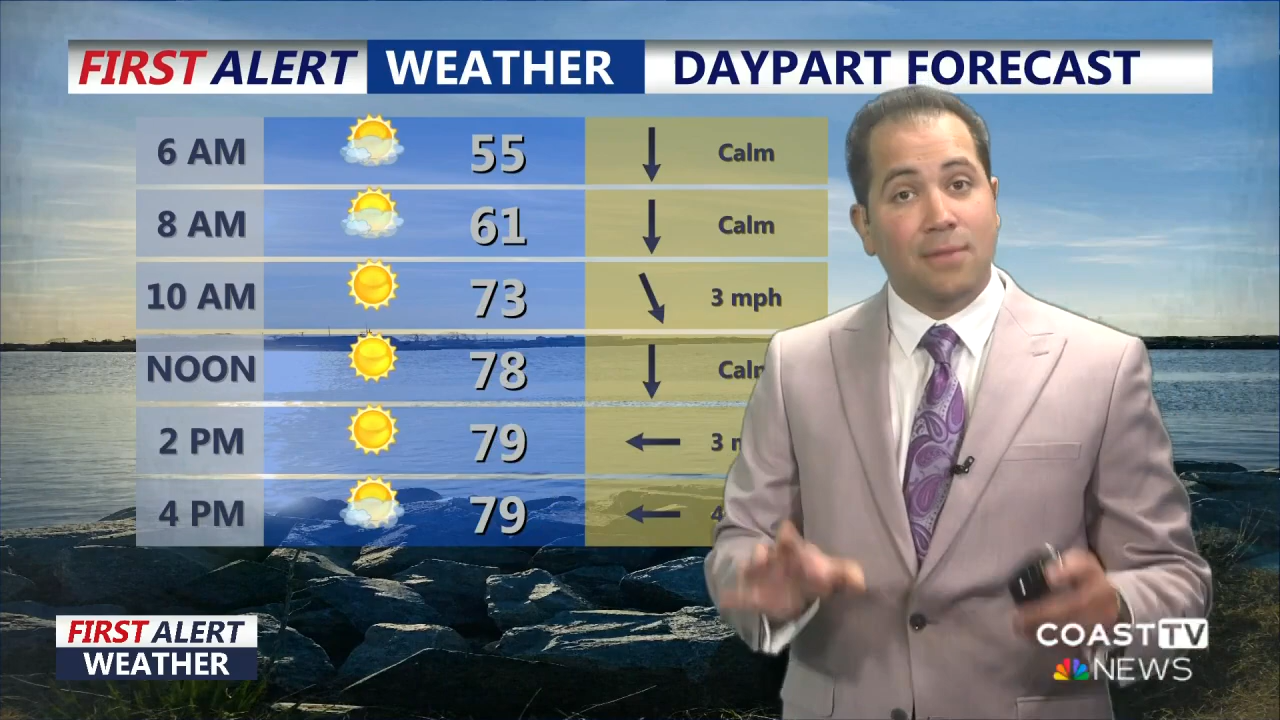 FIRST ALERT WEATHER DAYPART FORECAST
6 AM 55 Calm
8 AM 61 Calm
10 AM 73 3 mph
NOON 78
2 PM 79 3
4 PM 79
FIRST ALERT
WEATHER
COAST TV
NEWS